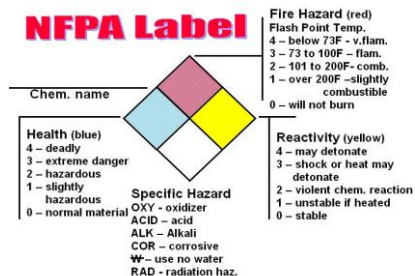 NFPA Label
Fire Hazard (red)
Flash Point Temp.
4 – below 73F - v.flam.
3 – 73 to 100F – flam.
2 – 101 to 200F- comb.
1 – over 200F –slightly
combustible
0 – will not burn
Chem. name
Health (blue)
4 – deadly
3 – extreme danger
2 – hazardous
1 – slightly
hazardous
0 – normal material
Reactivity (yellow)
4 – may detonate
3 – shock or heat may
detonate
2 – violent chem. reaction
1 – unstable if heated
0 – stable
Specific Hazard
OXY - oxidizer
ACID – acid
ALK – Alkali
COR – corrosive
W – use no water
RAD - radiation haz.